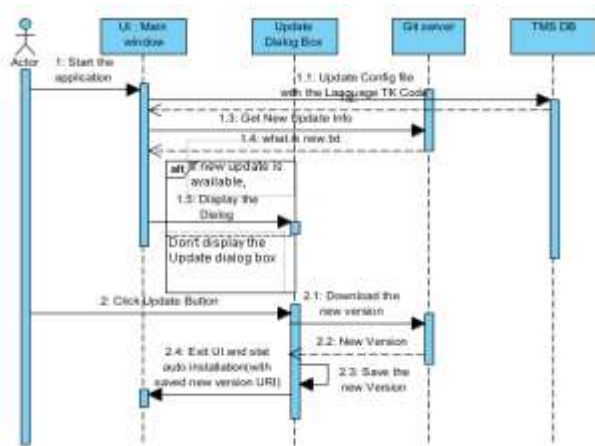 UI : Main
window
Update
Dialog Box
Git server
TMS DB
Actor
1: Start the
application
1.1: Update Config file
with the Language TK Code
1.3: Get New Update Info
1.4: what is new.txt
alt
If new update is
available,
1.5: Display the
Dialog
Don't display the
Update dialog box
2: Click Update Button
2.1: Download the
new version
2.2: New Version
2.4: Exit UI and stat
auto installation(with
saved new version URI)
2.3: Save the
new Version